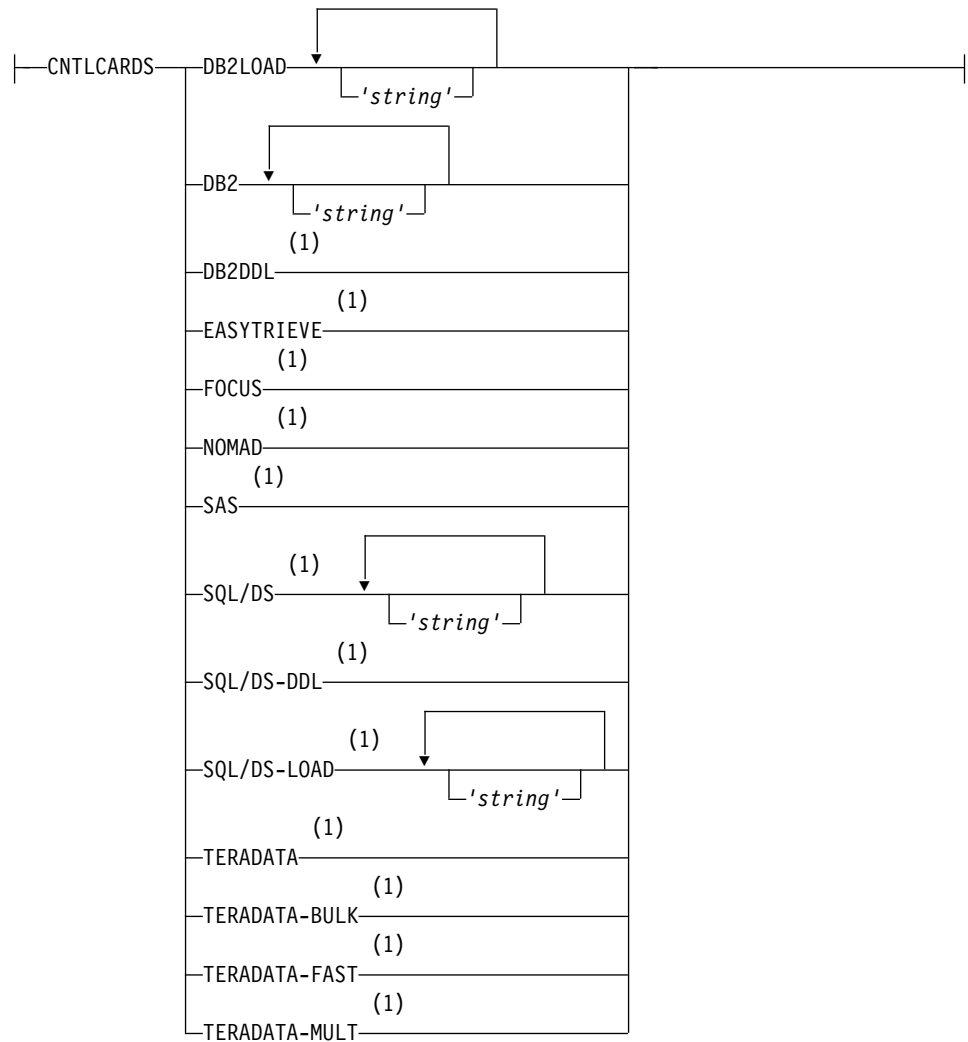 CNTLCARDS DB2LOAD
'string'
DB2
'string'
(1)
DB2DDL
(1)
EASYTRIEVE
(1)
FOCUS
(1)
NOMAD
(1)
SAS
(1)
SQL/DS
'string'
(1)
SQL/DS-DDL
(1)
SQL/DS-LOAD
'string'
(1)
TERADATA
(1)
TERADATA-BULK
(1)
TERADATA-FAST
(1)
TERADATA-MULT